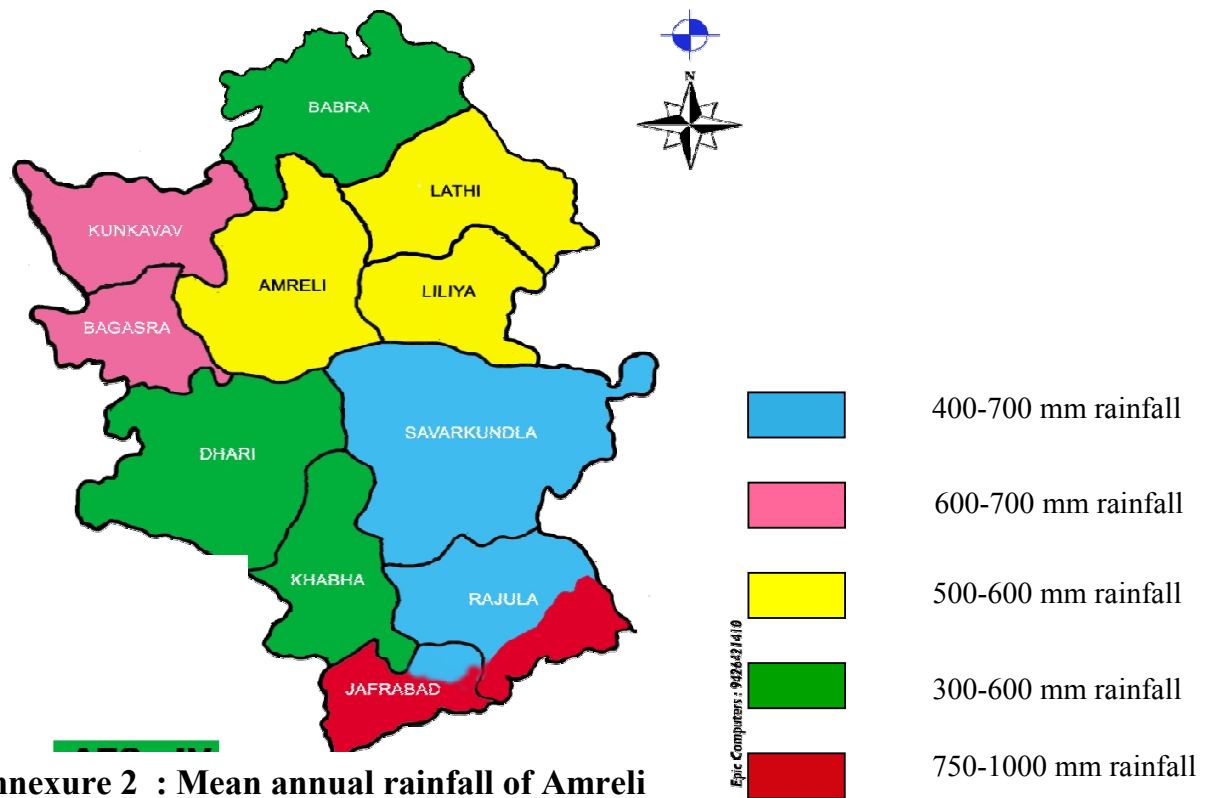 N
BABRA
LATHI
KUNKAVAV
AMRELI
LILIYA
BAGASRA
SAVARKUNDLA
DHARI
KHABHA
RAJULA
JAFRABAD
400-700 mm rainfall
600-700 mm rainfall
500-600 mm rainfall
300-600 mm rainfall
750-1000 mm rainfall
Epic Computers : 9426421410
nnexure 2 : Mean annual rainfall of Amreli